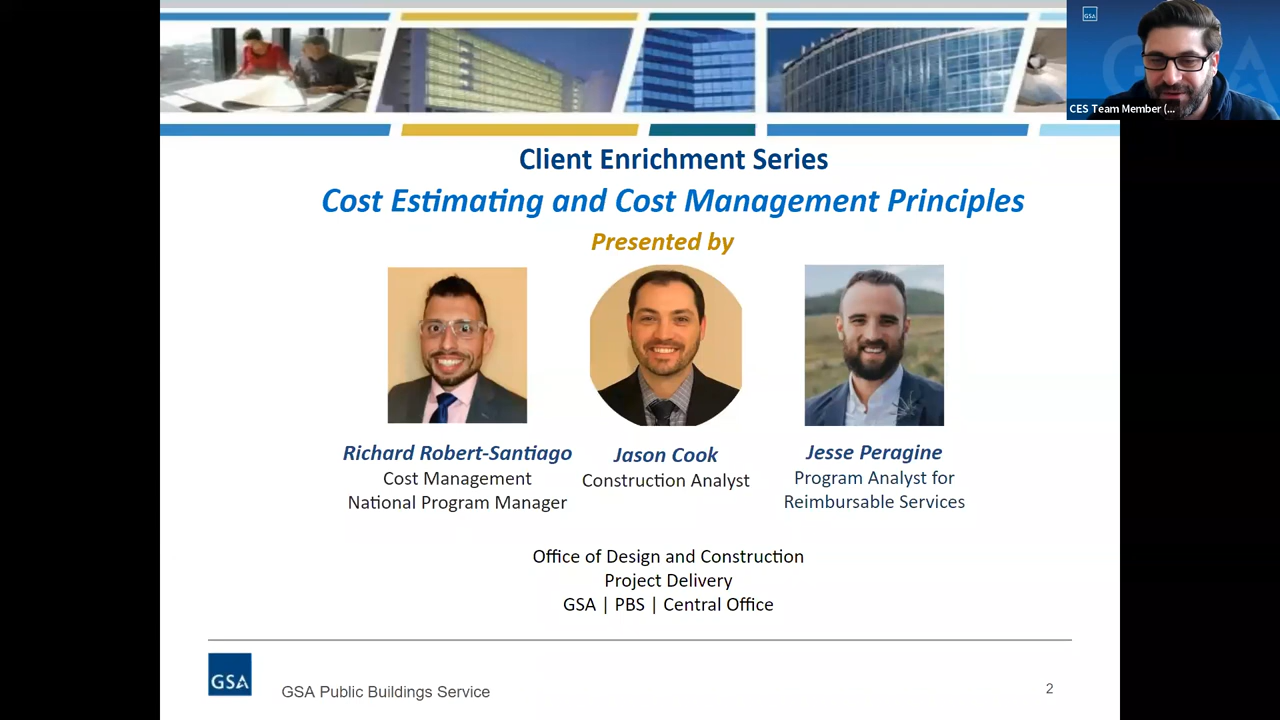 GSA
CES Team Member (...
Client Enrichment Series
Cost Estimating and Cost Management Principles
Presented by
Richard Robert-Santiago
Cost Management
National Program Manager
Jason Cook
Construction Analyst
Jesse Peragine
Program Analyst for
Reimbursable Services
Office of Design and Construction
Project Delivery
GSA | PBS | Central Office
GSA
GSA Public Buildings Service
2